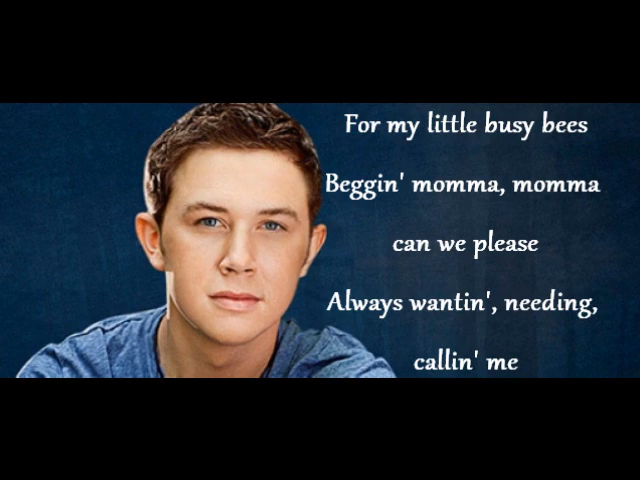 For my little busy bees
Beggin' momma, momma
can we please
Always wantin', needing,
callin' me